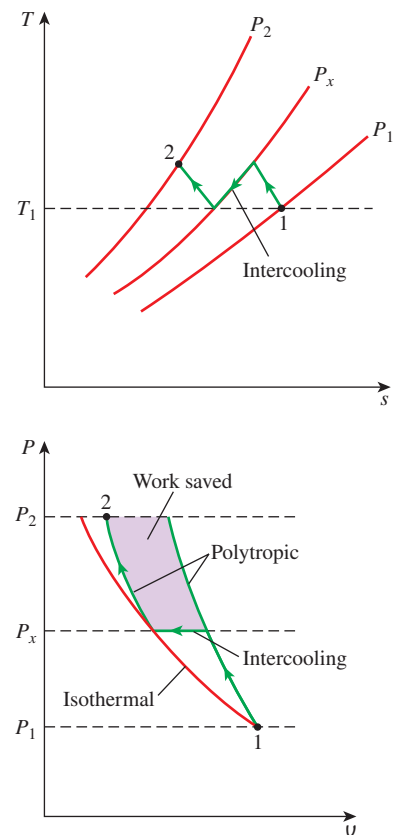 T
P₂
Pₓ
P₁
2
T₁
1
Intercooling
s
P
2
Work saved
P₂
Polytropic
Pₓ
Intercooling
Isothermal
P₁
1
υ